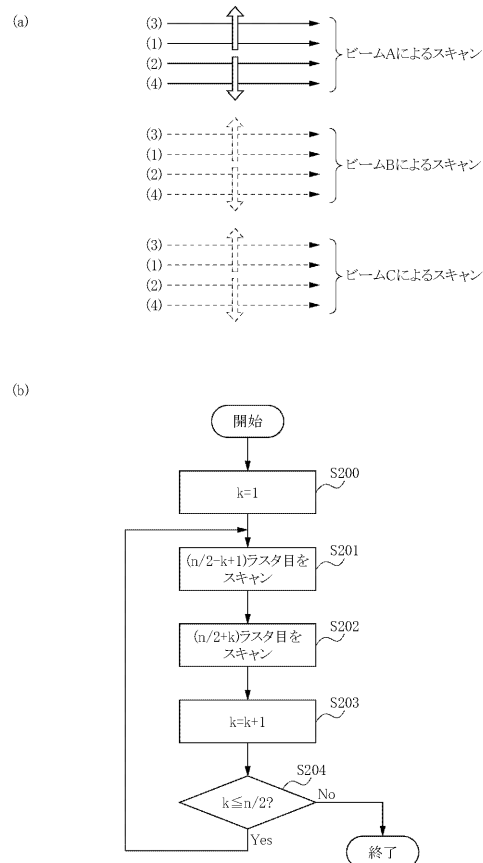 (a)
(3)
(1)
(2)
(4)
ビームAによるスキャン
(3)
(1)
(2)
(4)
ビームBによるスキャン
(3)
(1)
(2)
(4)
ビームCによるスキャン
(b)
開始
S200
k=1
S201
(n/2-k+1)ラスタ目を
スキャン
S202
(n/2+k)ラスタ目を
スキャン
S203
k=k+1
S204
k≦n/2?
No
Yes
終了